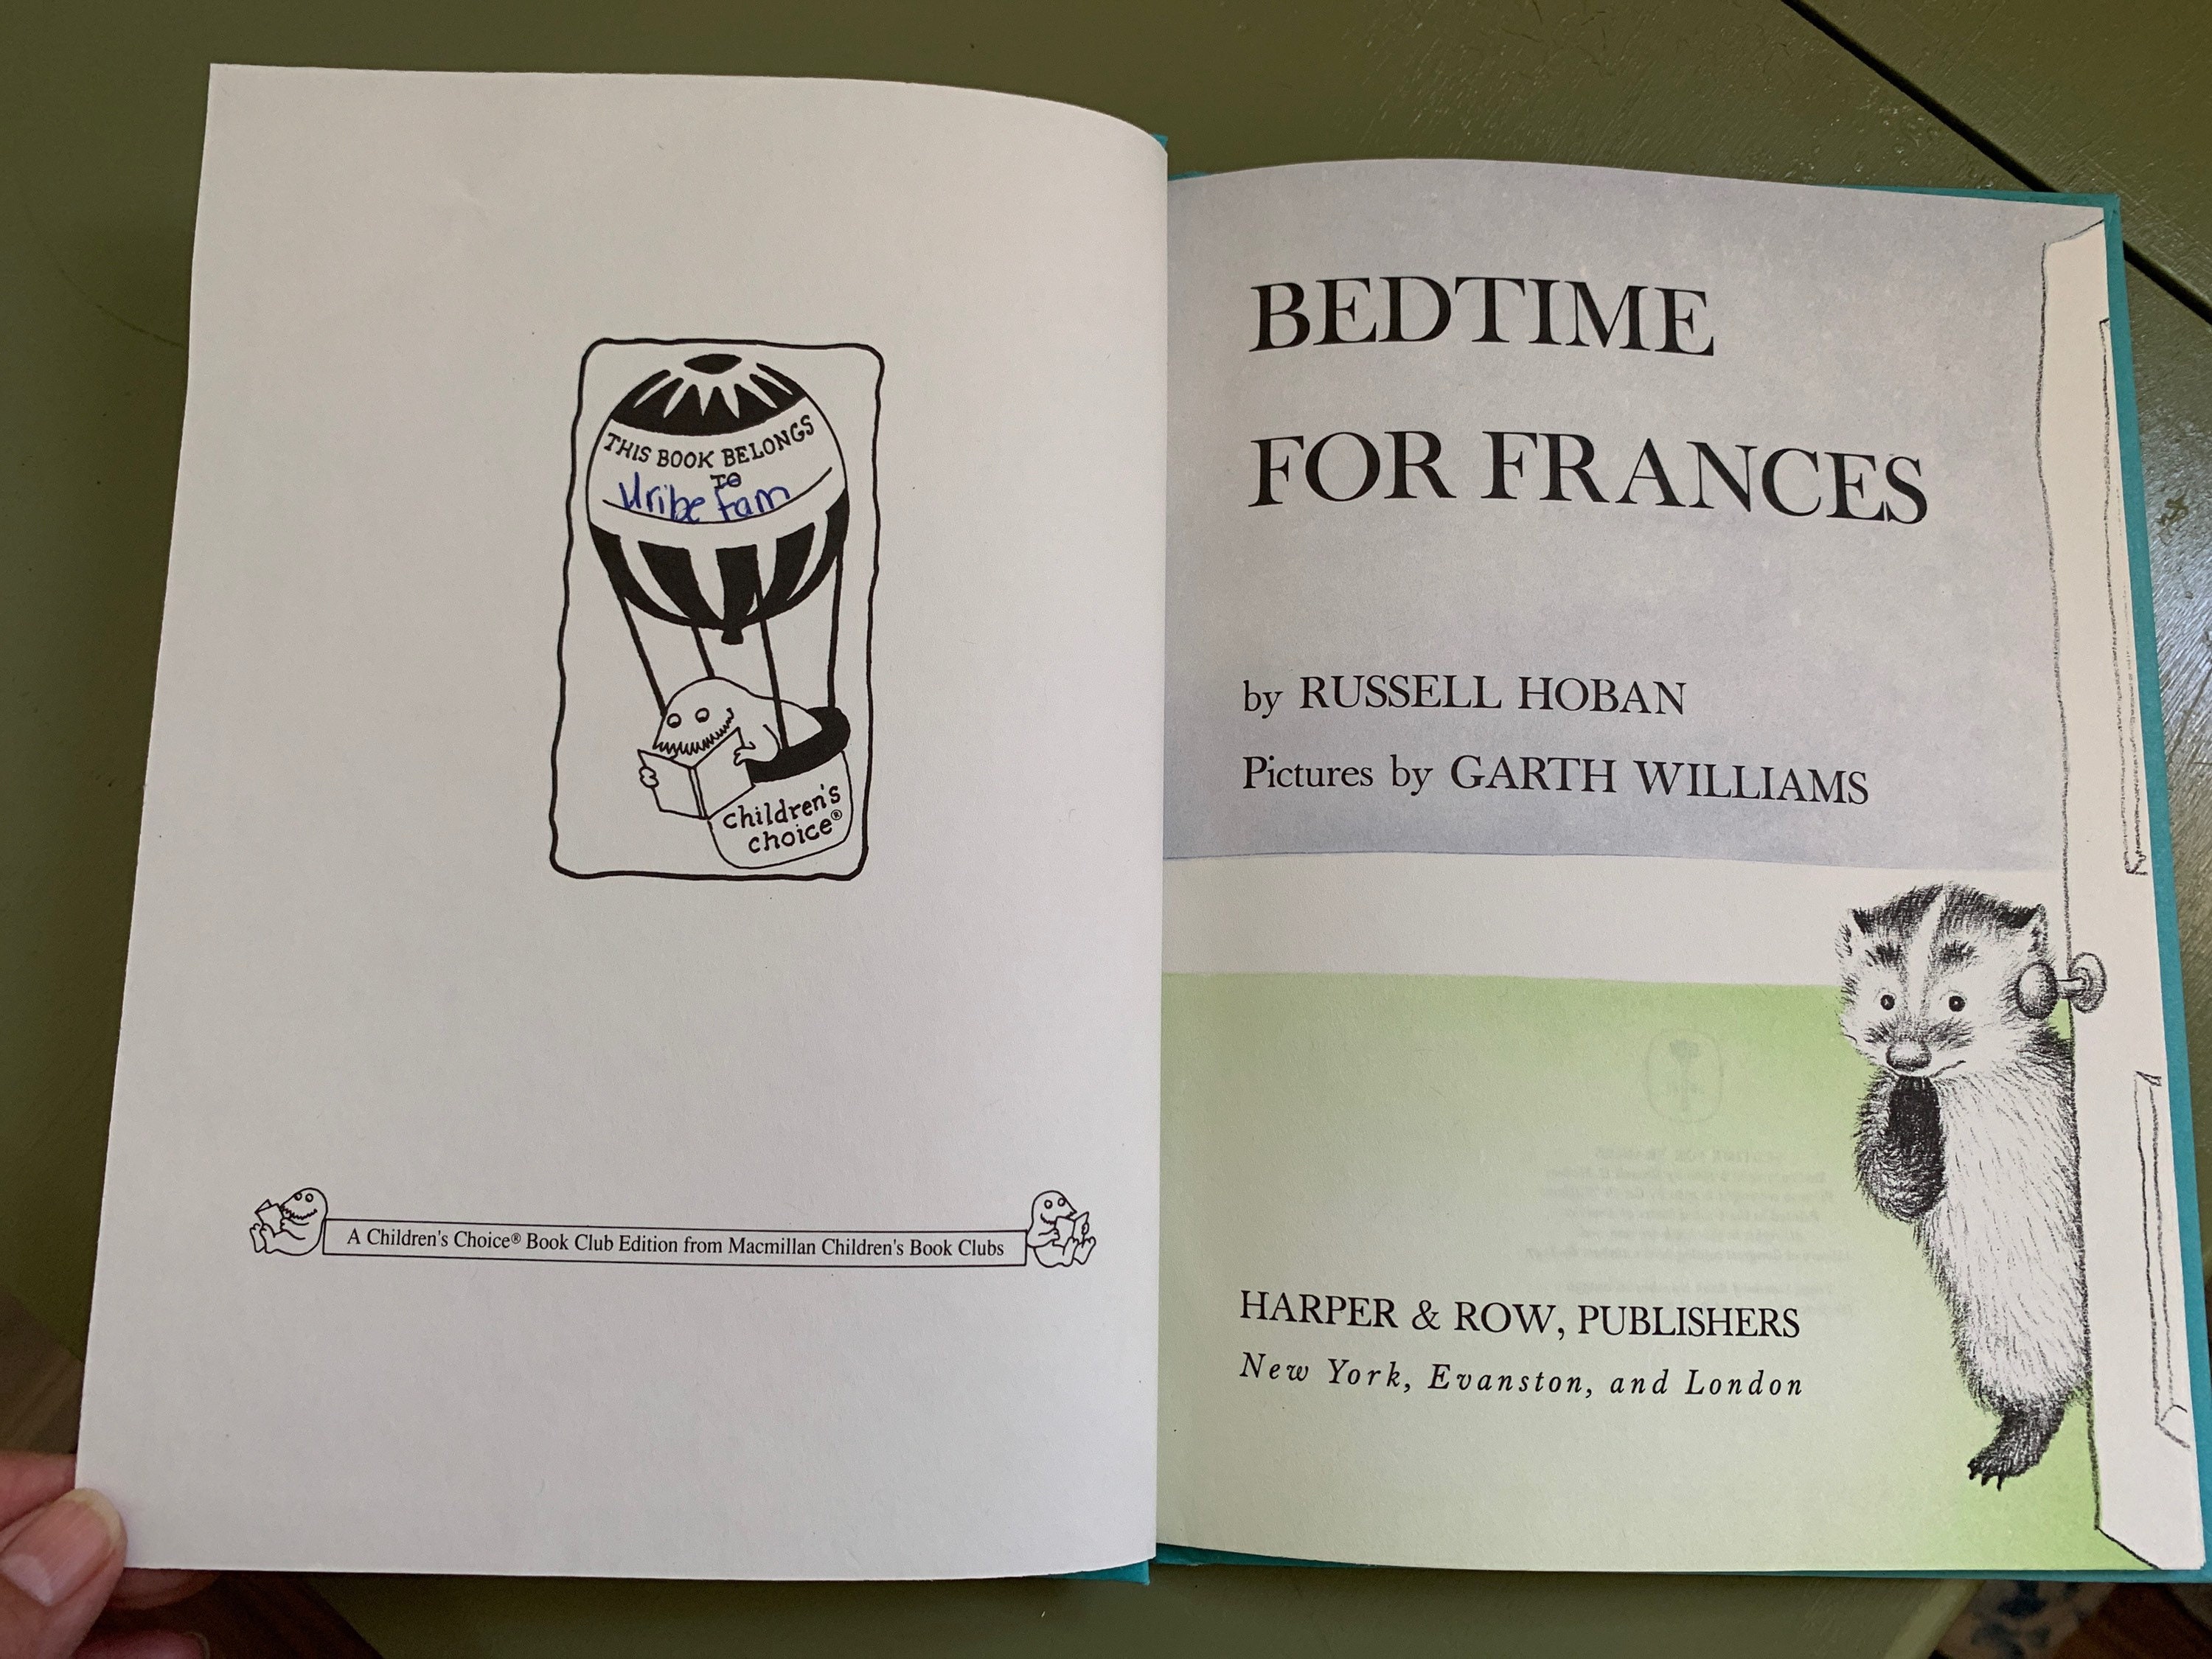 THIS BOOK BELONGS
TO
Uribe Fam
children's
choice®
A Children's Choice® Book Club Edition from Macmillan Children's Book Clubs
BEDTIME
FOR FRANCES
by RUSSELL HOBAN
Pictures by GARTH WILLIAMS
HARPER & ROW, PUBLISHERS
New York, Evanston, and London